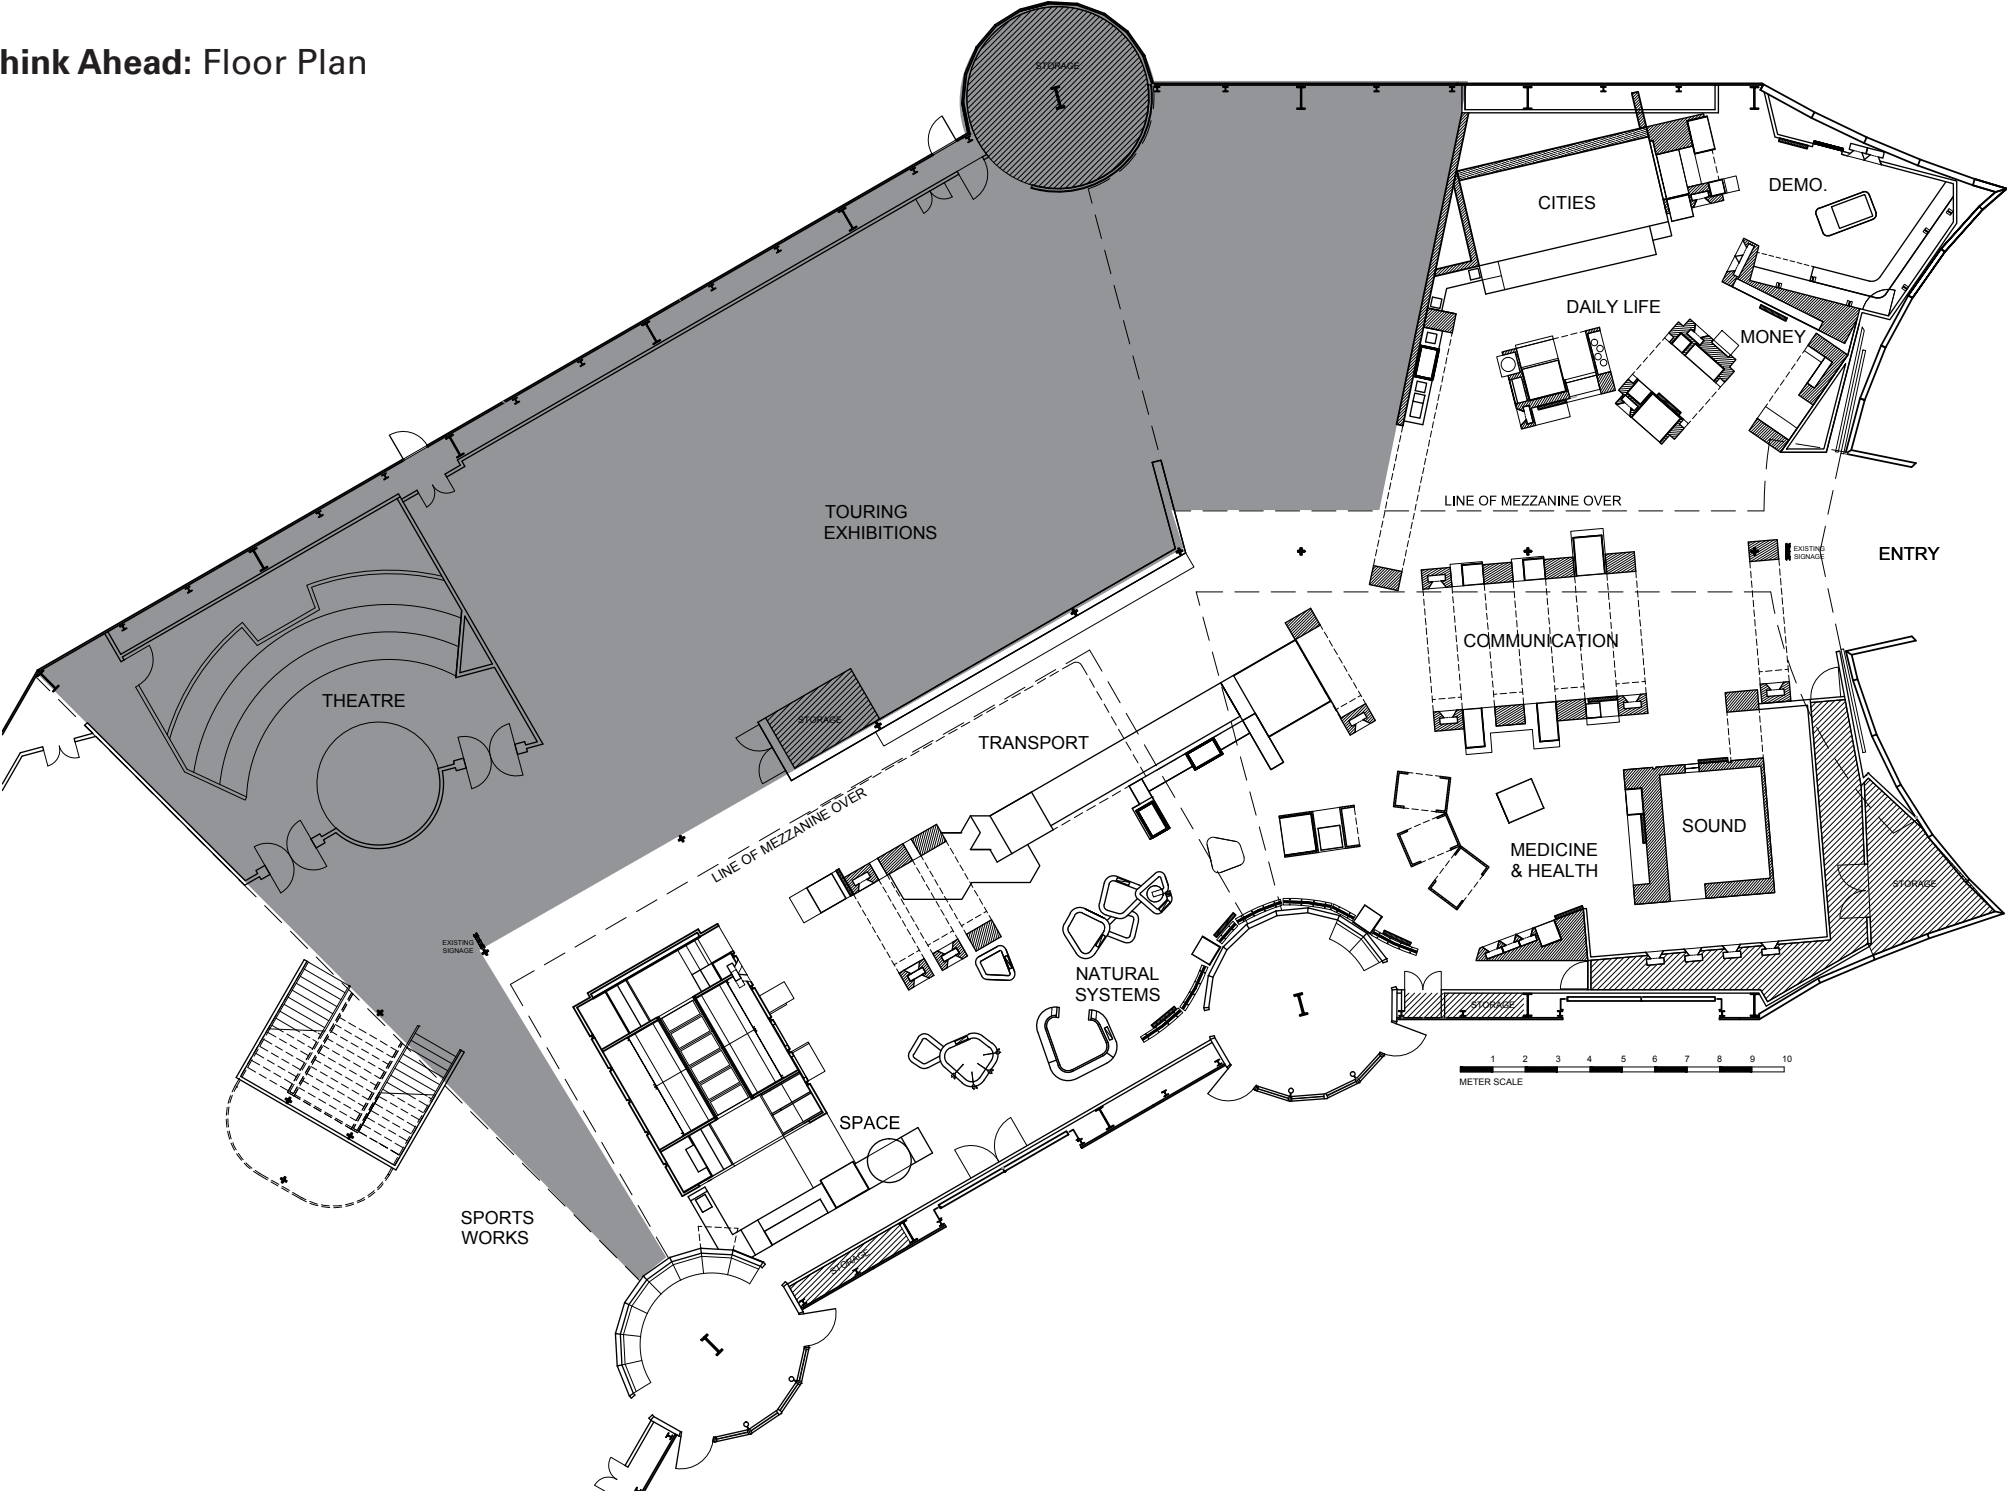 hink Ahead: Floor Plan
STORAGE
CITIES
DEMO.
DAILY LIFE
MONEY
LINE OF MEZZANINE OVER
TOURING
EXHIBITIONS
EXISTING
SIGNAGE
ENTRY
COMMUNICATION
THEATRE
STORAGE
TRANSPORT
LINE OF MEZZANINE OVER
SOUND
MEDICINE
& HEALTH
STORAGE
EXISTING
SIGNAGE
NATURAL
SYSTEMS
STORAGE
1 2 3 4 5 6 7 8 9 10
METER SCALE
SPACE
SPORTS
WORKS
STORAGE